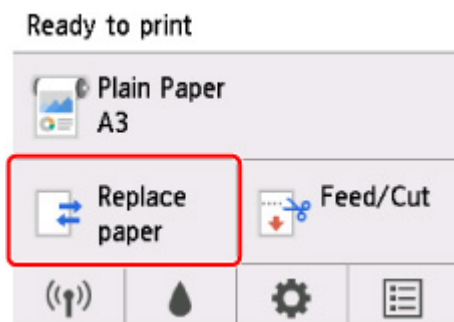 Ready to print
Plain Paper
A3
Replace
paper
Feed/Cut